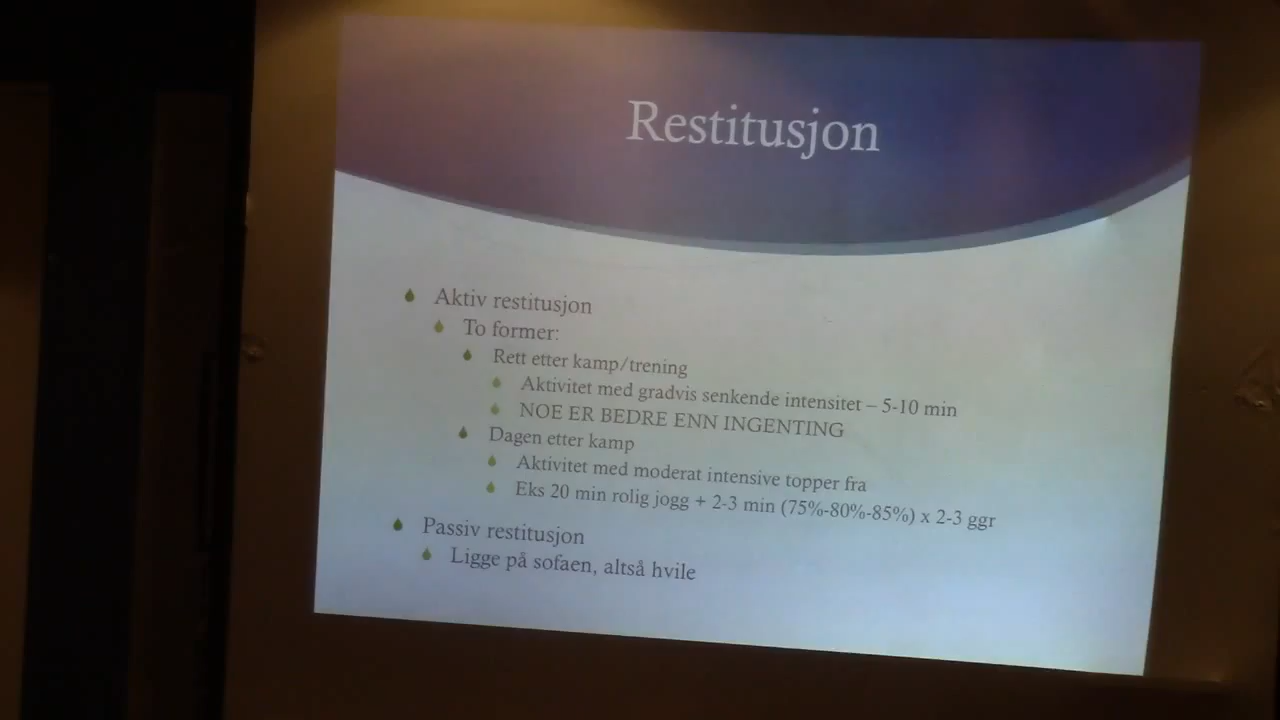 Restitusjon
Aktiv restitusjon
To former:
Rett etter kamp/trening
Aktivitet med gradvis senkende intensitet – 5-10 min
NOE ER BEDRE ENN INGENTING
Dagen etter kamp
Aktivitet med moderat intensive topper fra
Eks 20 min rolig jogg + 2-3 min (75%-80%-85%) x 2-3 ggr
Passiv restitusjon
Ligge på sofaen, altså hvile